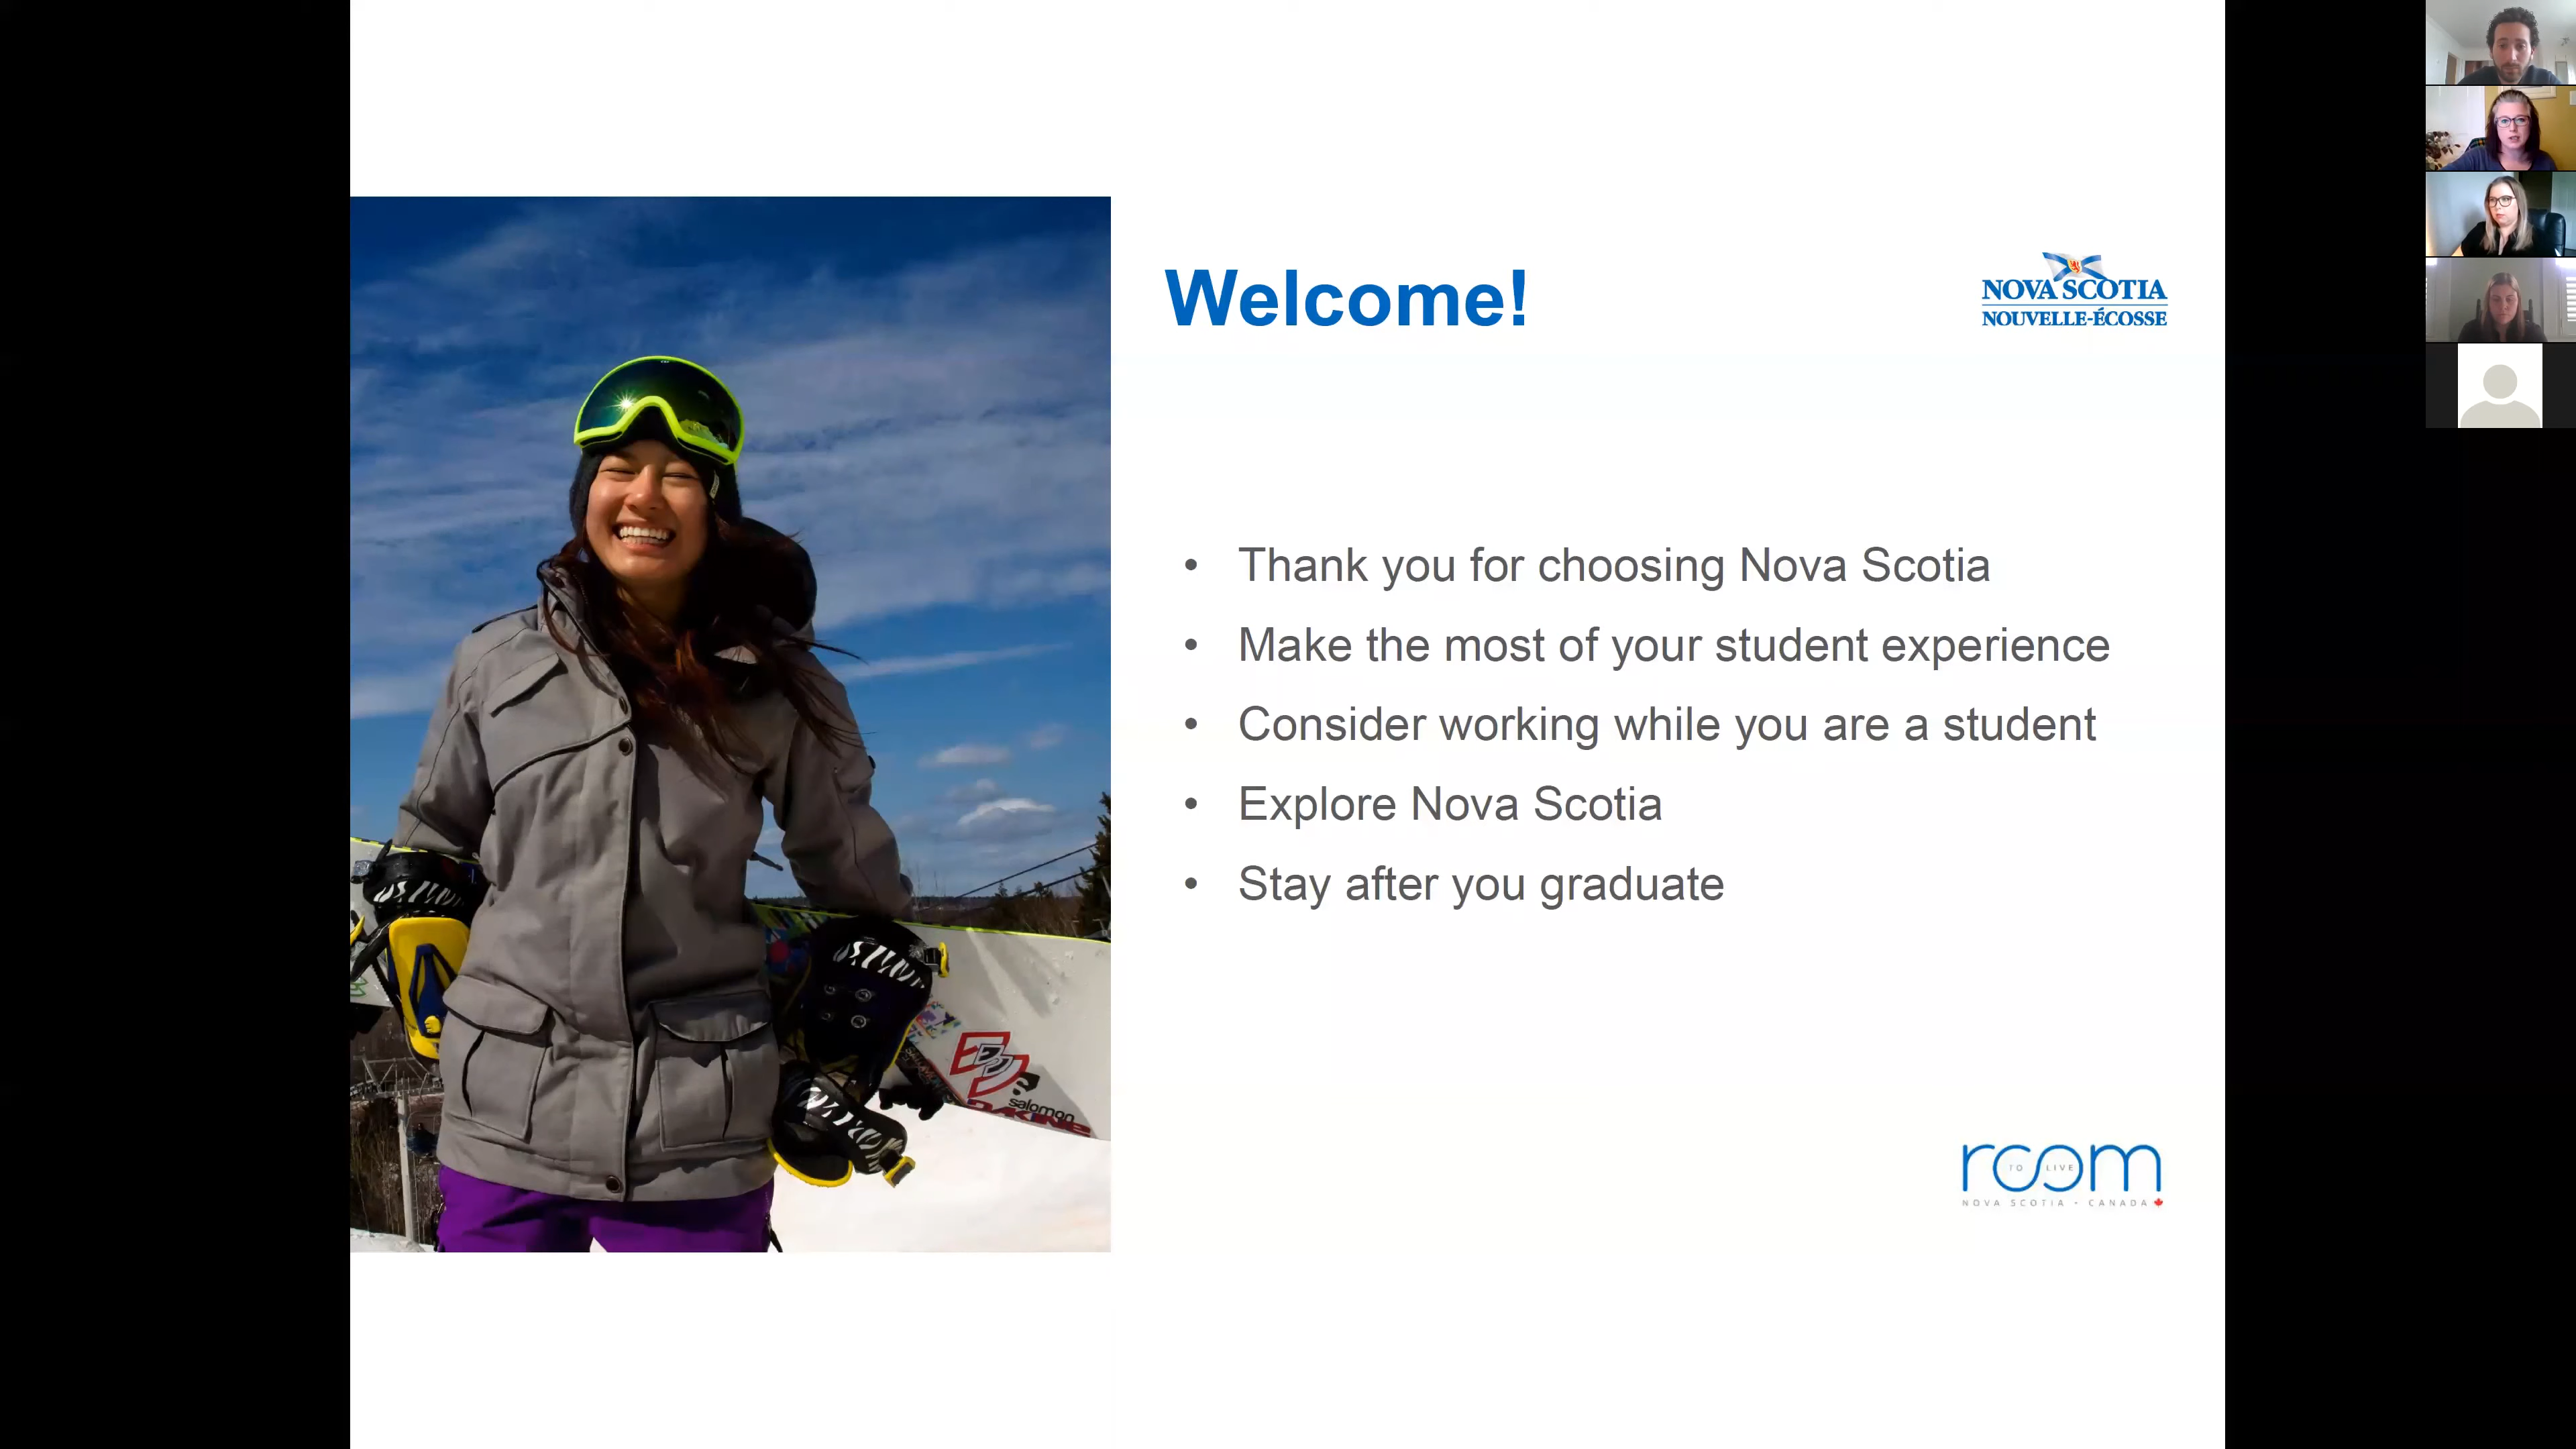 Welcome!
NOVA SCOTIA
NOUVELLE-ÉCOSSE
• Thank you for choosing Nova Scotia
• Make the most of your student experience
• Consider working while you are a student
• Explore Nova Scotia
• Stay after you graduate
salomon
DAKINE
room
TO LIVE
NOVA SCOTIA • CANADA